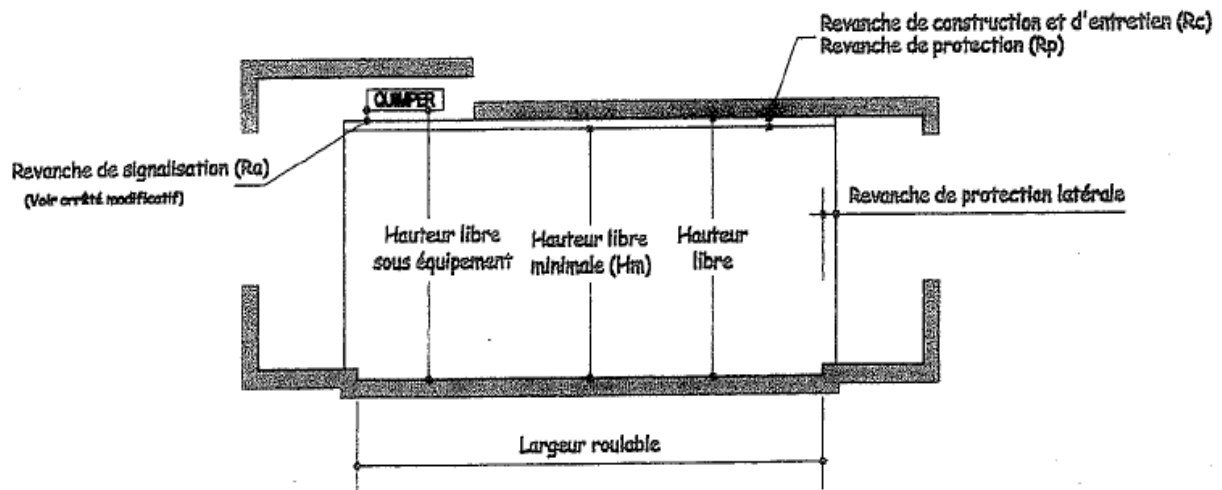 Revanche de construction et d'entretien (Rc)
Revanche de protection (Rp)
QUIMPER
Revanche de signalisation (Ra)
(Voir arrêté modificatif)
Revanche de protection latérale
Hauteur libre
sous équipement
Hauteur libre
minimale (Hm)
Hauteur
libre
Largeur roulable